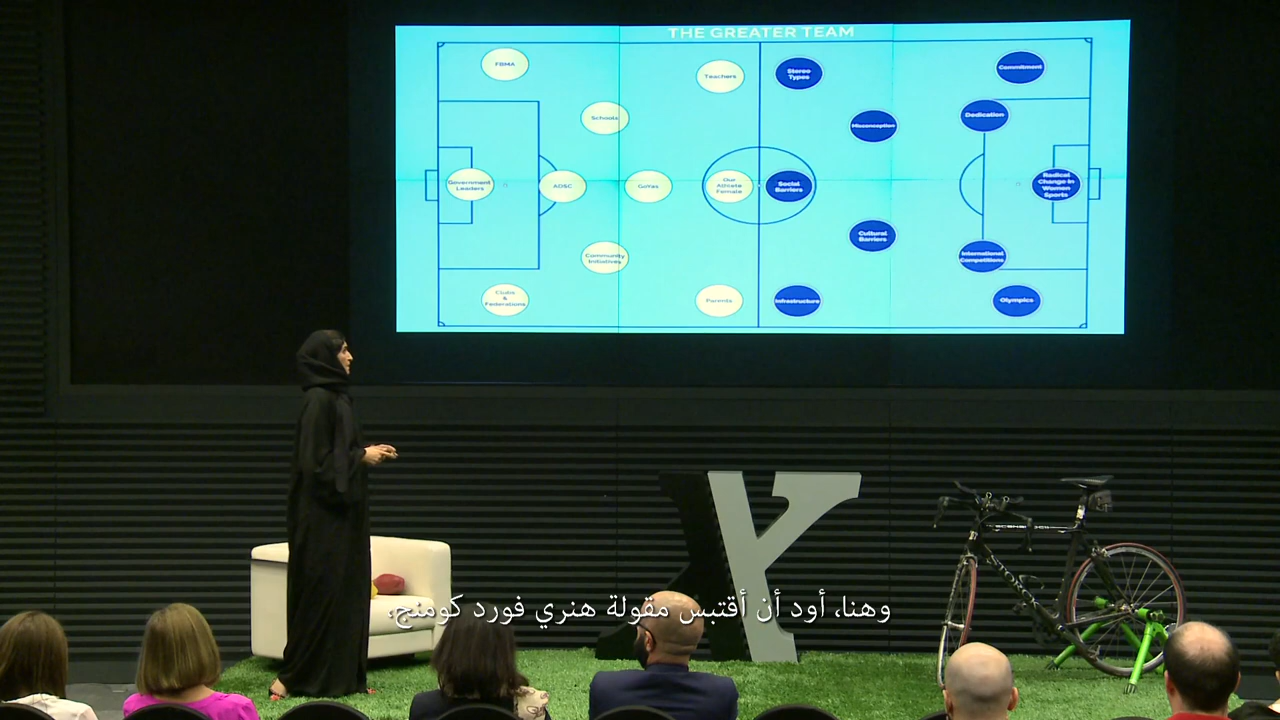 THE GREATER TEAM
FBMA
Schools
Government
Leaders
ADSC
GoYas
Community
Initiatives
Clubs
&
Federations
Teachers
Our
Athlete
Female
Parents
Stereo
Types
Misconception
Social
Barriers
Cultural
Barriers
Infrastructure
Commitment
Dedication
Radical
Change In
Women
Sports
International
Competitions
Olympics
X
وهنا، أود أن أقتبس مقولة هنري فورد كومنج،